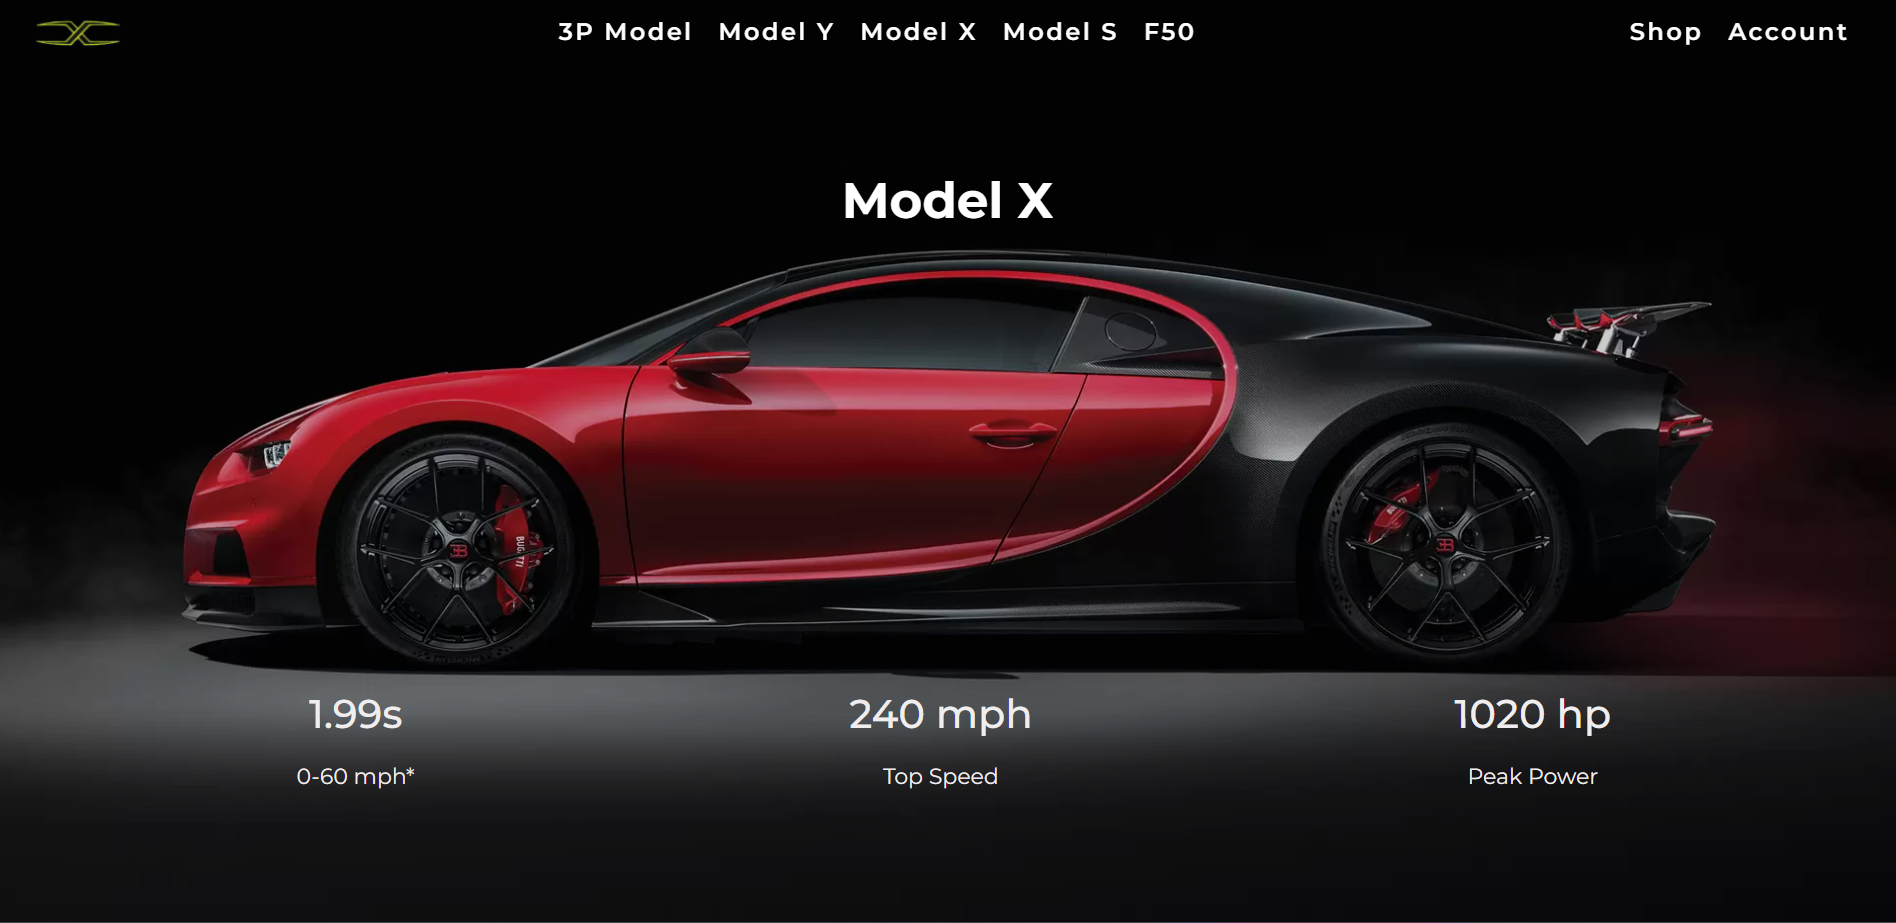 3P Model Model Y Model X Model S F50 Shop Account
Model X
BUGATTI
1.99s 240 mph 1020 hp
0-60 mph* Top Speed Peak Power